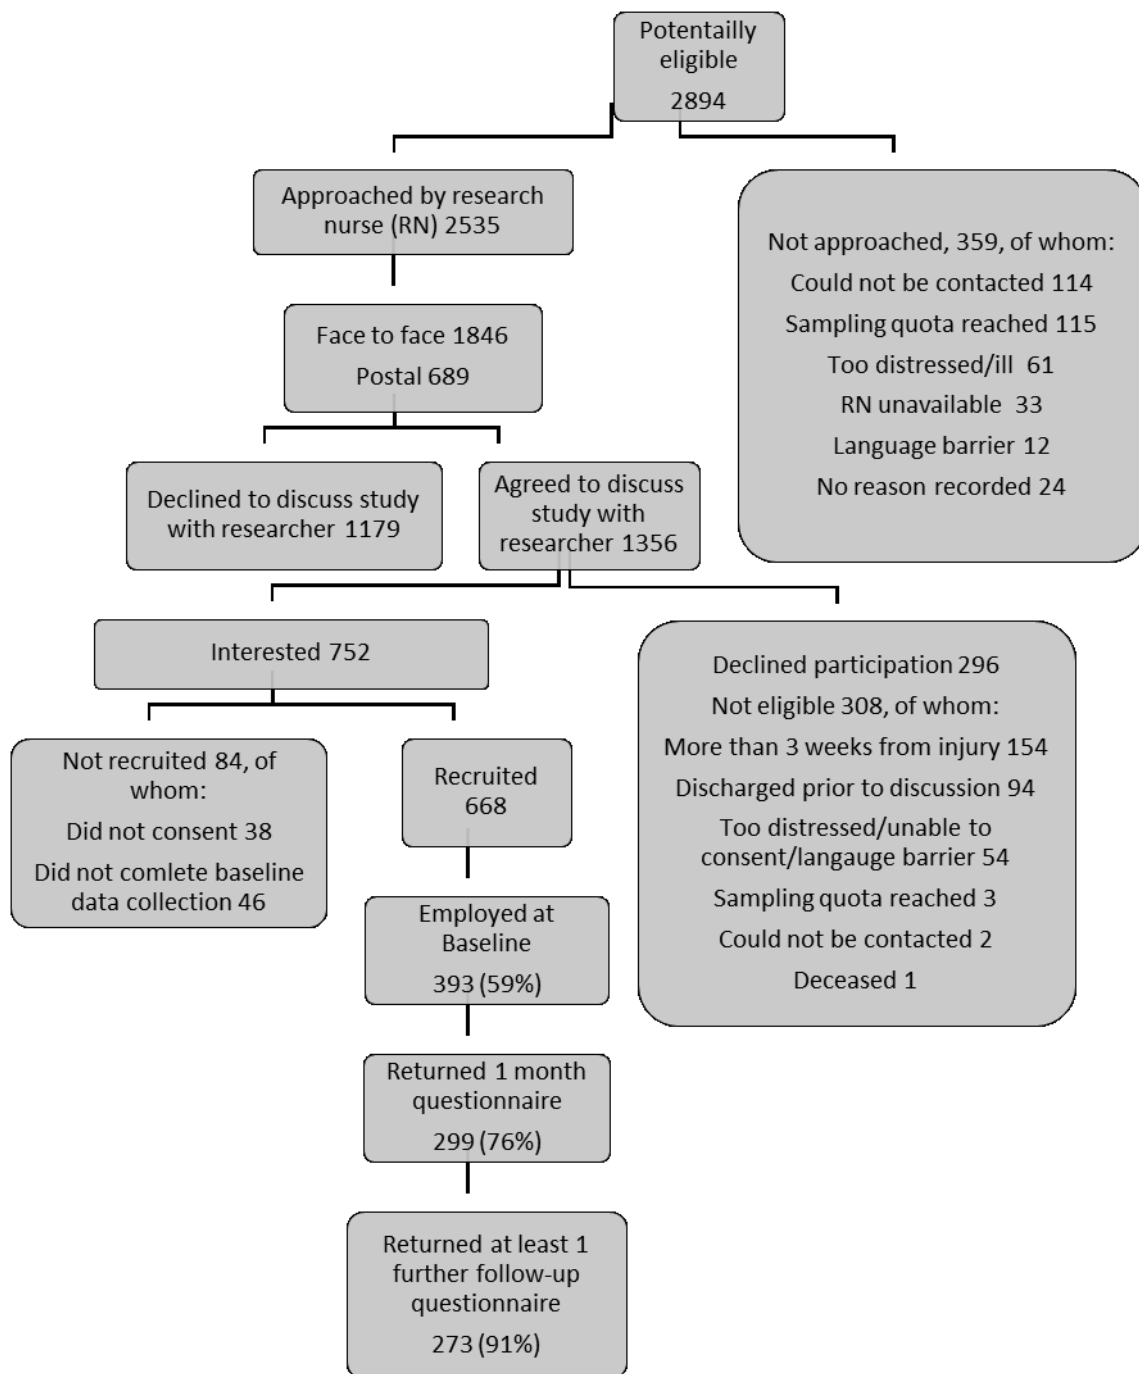 Potentailly
eligible
2894
Approached by research
nurse (RN) 2535
Not approached, 359, of whom:
Could not be contacted 114
Sampling quota reached 115
Too distressed/ill 61
RN unavailable 33
Language barrier 12
No reason recorded 24
Face to face 1846
Postal 689
Declined to discuss study
with researcher 1179
Agreed to discuss
study with
researcher 1356
Interested 752
Declined participation 296
Not eligible 308, of whom:
More than 3 weeks from injury 154
Discharged prior to discussion 94
Too distressed/unable to
consent/langauge barrier 54
Sampling quota reached 3
Could not be contacted 2
Deceased 1
Not recruited 84, of
whom:
Did not consent 38
Did not comlete baseline
data collection 46
Recruited
668
Employed at
Baseline
393 (59%)
Returned 1 month
questionnaire
299 (76%)
Returned at least 1
further follow-up
questionnaire
273 (91%)